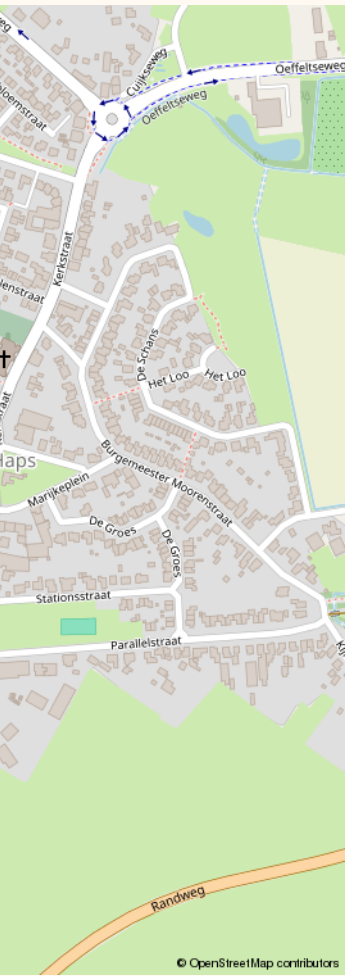 Cuijkseweg
Oeffeltseweg
Oeffeltseweg
Kerkstraat
De Schans
Het Loo
Het Loo
Haps
Burgemeester Moorenstraat
Marijkeplein
De Groes
De Groes
Stationsstraat
Parallelstraat
Randweg
© OpenStreetMap contributors